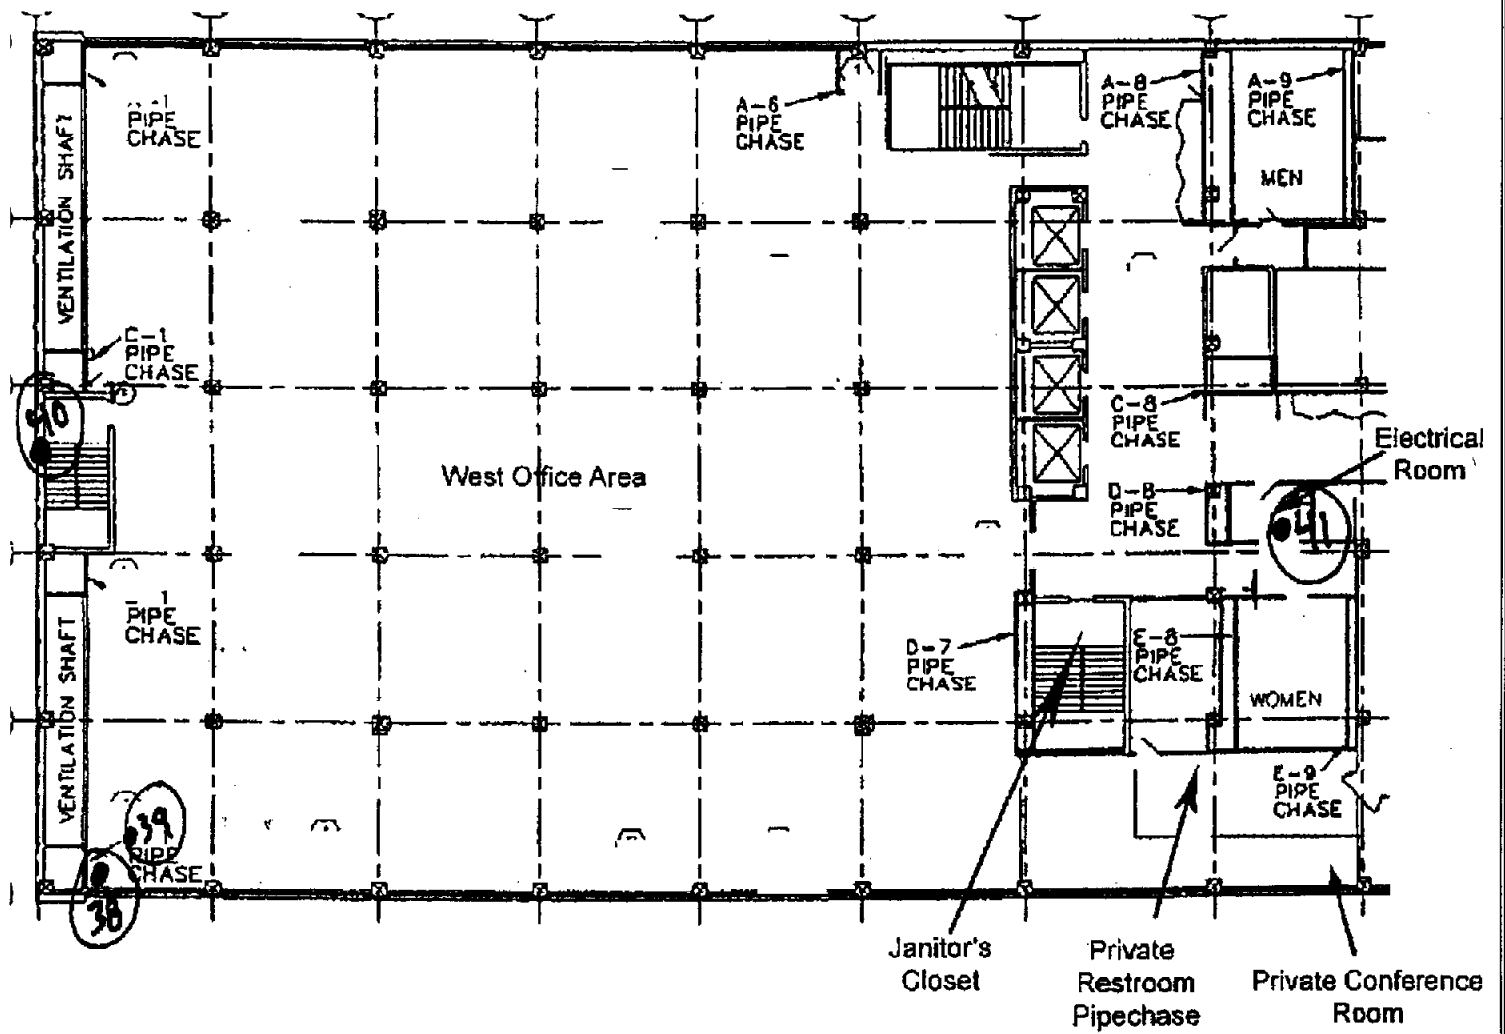 A-6
PIPE
CHASE
A-8
PIPE
CHASE
A-9
PIPE
CHASE
PIPE
CHASE
MEN
VENTILATION SHAFT
C-1
PIPE
CHASE
40
C-8
PIPE
CHASE
Electrical
Room
West Office Area
D-8
PIPE
CHASE
41
PIPE
CHASE
VENTILATION SHAFT
D-7
PIPE
CHASE
E-8
PIPE
CHASE
WOMEN
E-9
PIPE
CHASE
39
PIPE
CHASE
38
Janitor's
Closet
Private
Restroom
Pipechase
Private Conference
Room